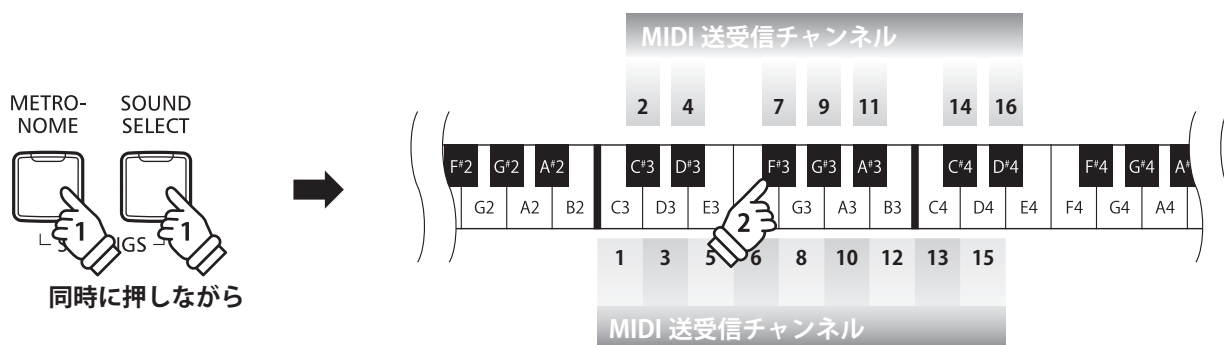 MIDI 送受信チャンネル
2 4 7 9 11 14 16
METRO-
NOME
SOUND
SELECT
F#2 G#2 A#2 C#3 D#3 F#3 G#3 A#3 C#4 D#4 F#4 G#4 A#
G2 A2 B2 C3 D3 E3 G3 A3 B3 C4 D4 E4 F4 G4 A4
1 1 2
1 3 5 6 8 10 12 13 15
同時に押しながら
MIDI 送受信チャンネル